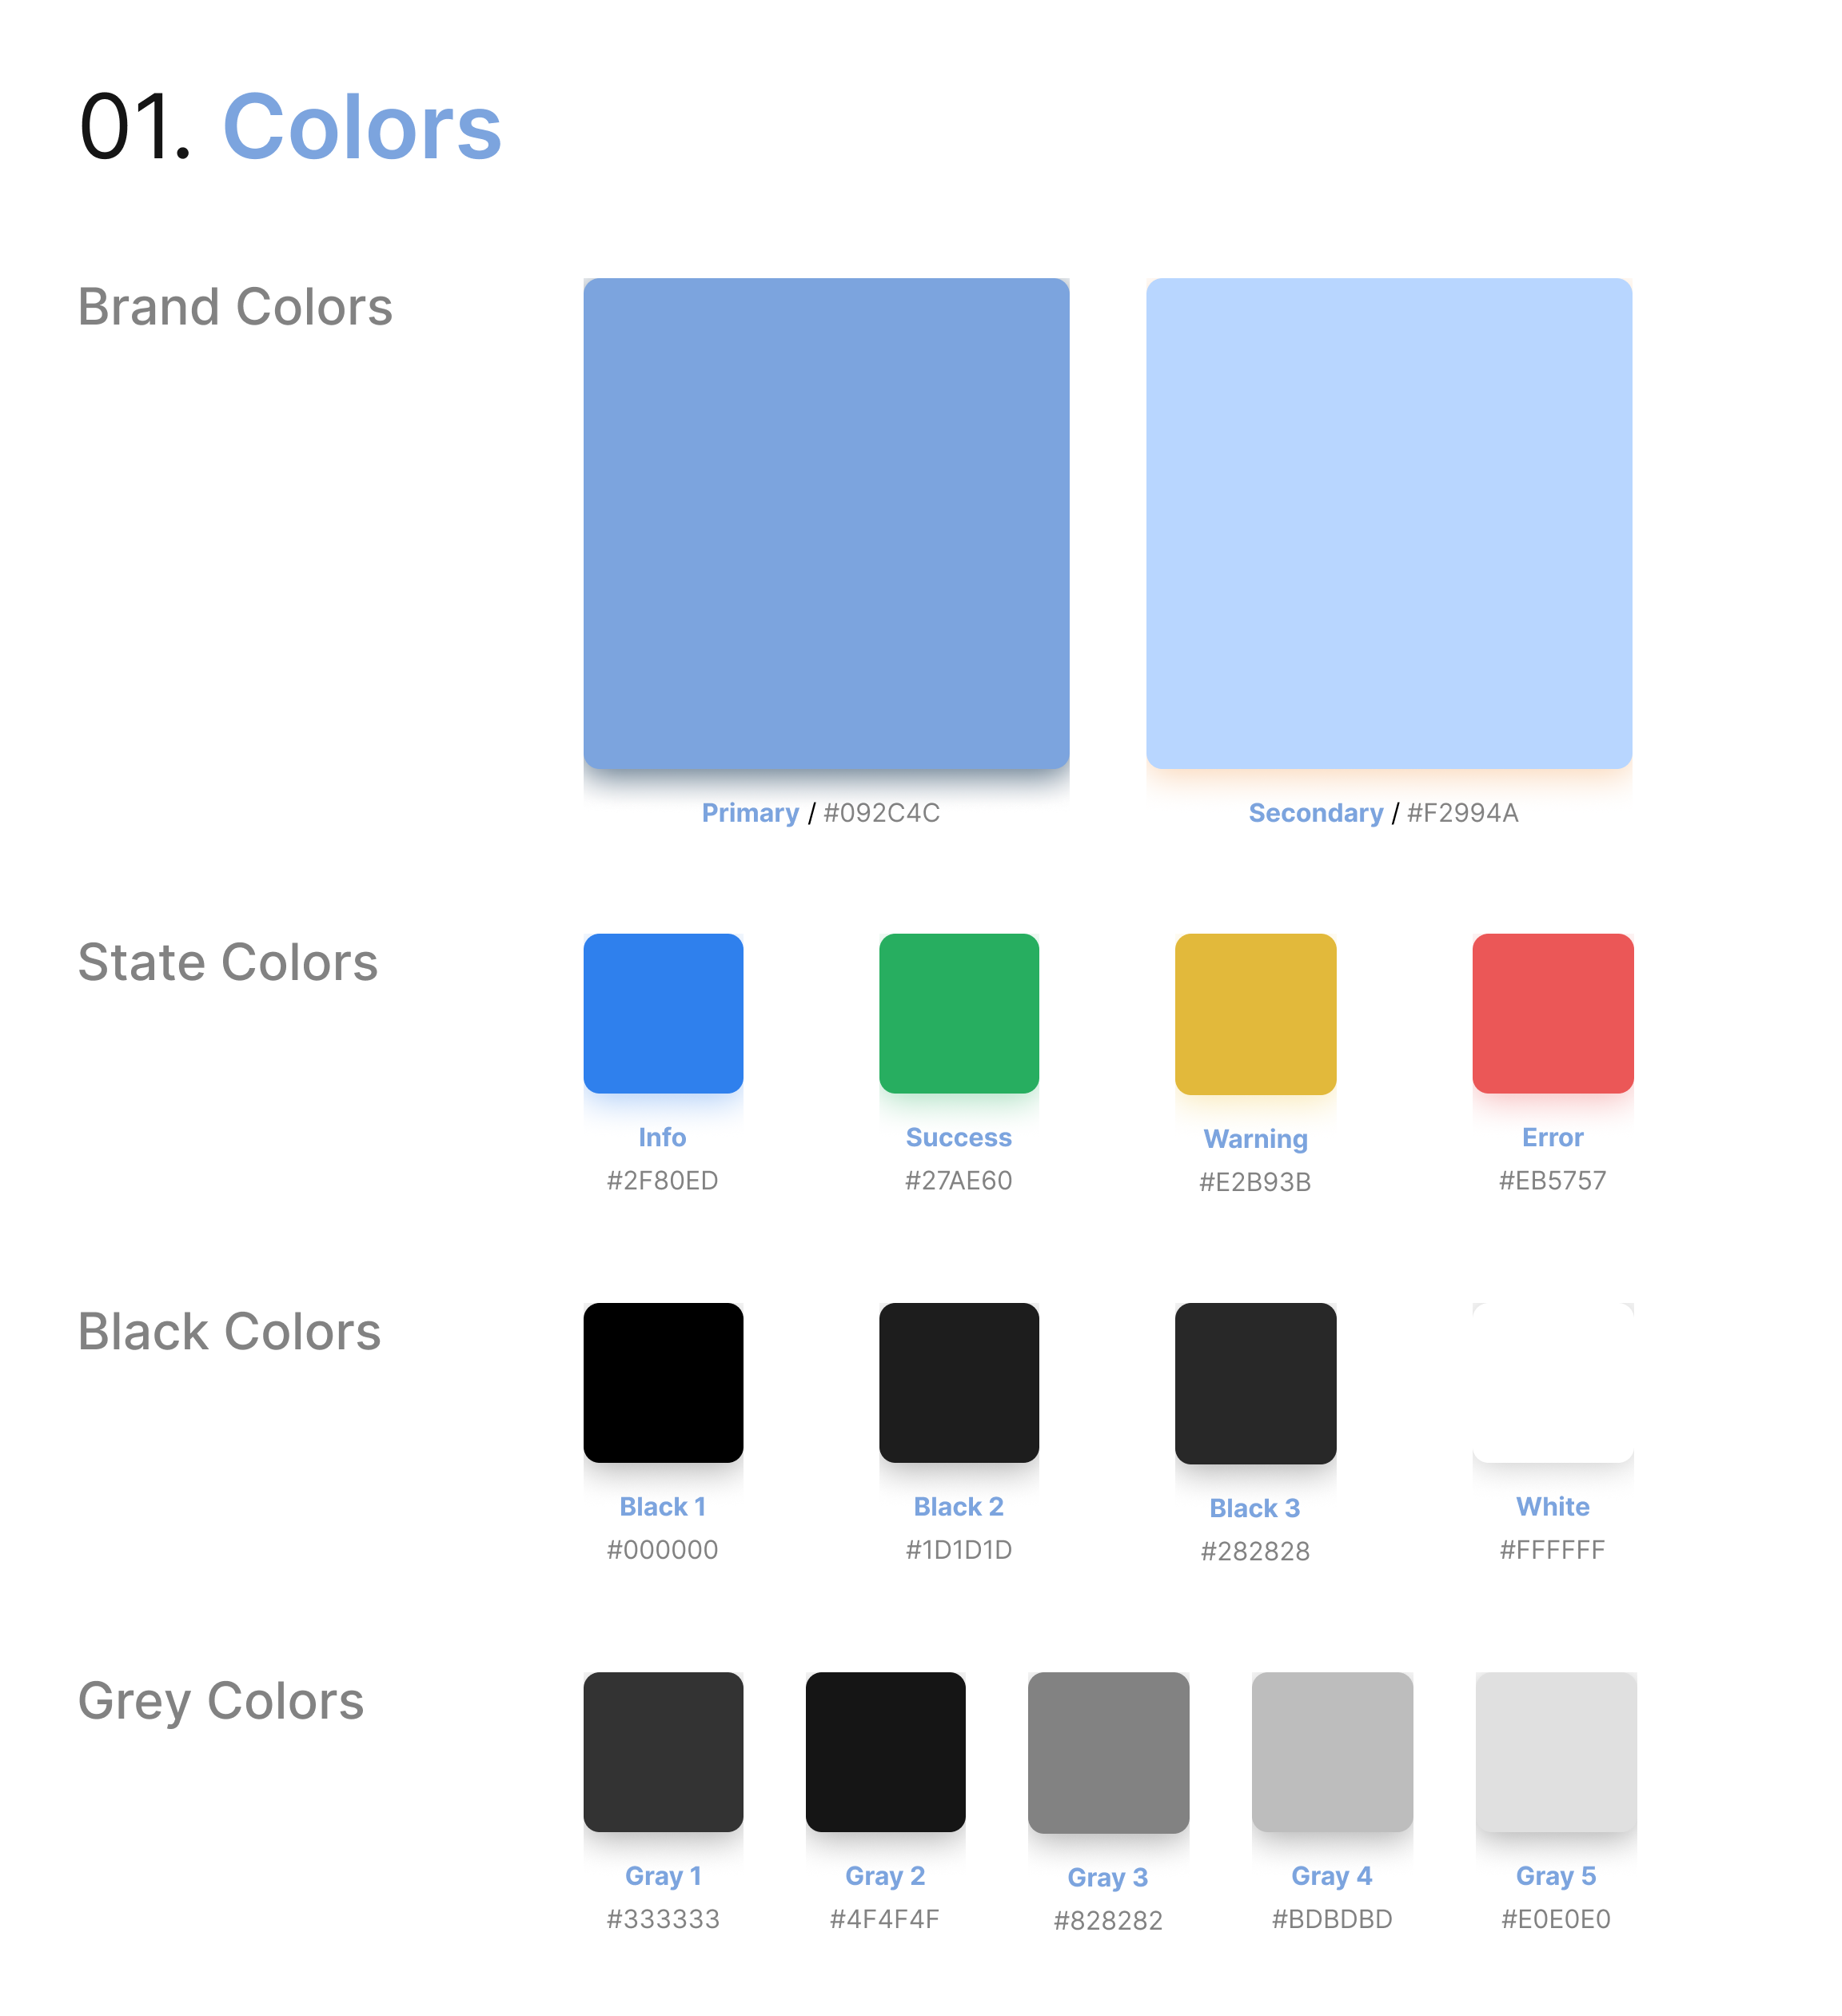 01. Colors
Brand Colors
Primary / #092C4C
Secondary / #F2994A
State Colors
Info
#2F80ED
Success
#27AE60
Warning
#E2B93B
Error
#EB5757
Black Colors
Black 1
#000000
Black 2
#1D1D1D
Black 3
#282828
White
#FFFFFF
Grey Colors
Gray 1
#333333
Gray 2
#4F4F4F
Gray 3
#828282
Gray 4
#BDBDBD
Gray 5
#E0E0E0